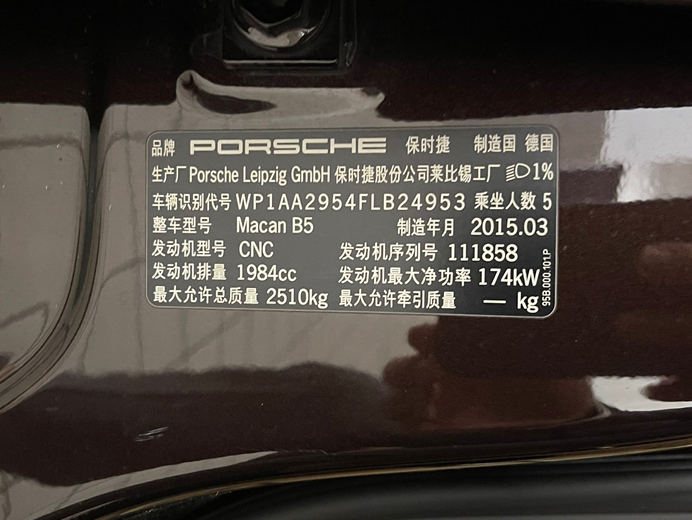 品牌 PORSCHE 保时捷 制造国 德国
生产厂 Porsche Leipzig GmbH 保时捷股份公司莱比锡工厂 1%
车辆识别代号 WP1AA2954FLB24953 乘坐人数 5
整车型号 Macan B5 制造年月 2015.03
发动机型号 CNC 发动机序列号 111858
发动机排量 1984cc 发动机最大净功率 174kW
最大允许总质量 2510kg 最大允许牵引质量 — kg
95B.000.101.P